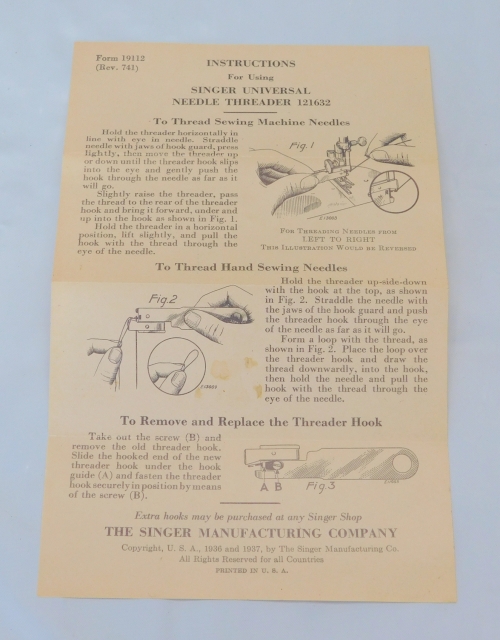 Form 19112
(Rev. 741)
INSTRUCTIONS
For Using
SINGER UNIVERSAL
NEEDLE THREADER 121632
To Thread Sewing Machine Needles
Hold the threader horizontally in
line with eye in needle. Straddle
needle with jaws of hook guard, press
lightly, then move the threader up
or down until the threader hook slips
into the eye and gently push the
hook through the needle as far as it
will go.
Slightly raise the threader, pass
the thread to the rear of the threader
hook and bring it forward, under and
up into the hook as shown in Fig. 1.
Hold the threader in a horizontal
position, lift slightly, and pull the
hook with the thread through the
eye of the needle.
Fig.1
For Threading Needles from
LEFT TO RIGHT
This Illustration Would be Reversed
To Thread Hand Sewing Needles
Fig.2
Hold the threader up-side-down
with the hook at the top, as shown
in Fig. 2. Straddle the needle with
the jaws of the hook guard and push
the threader hook through the eye
of the needle as far as it will go.
Form a loop with the thread, as
shown in Fig. 2. Place the loop over
the threader hook and draw the
thread downwardly, into the hook,
then hold the needle and pull the
hook with the thread through the
eye of the needle.
To Remove and Replace the Threader Hook
Take out the screw (B) and
remove the old threader hook.
Slide the hooked end of the new
threader hook under the hook
guide (A) and fasten the threader
hook securely in position by means
of the screw (B).
A B
Fig.3
Extra hooks may be purchased at any Singer Shop
THE SINGER MANUFACTURING COMPANY
Copyright, U. S. A., 1936 and 1937, by The Singer Manufacturing Co.
All Rights Reserved for all Countries
PRINTED IN U. S. A.